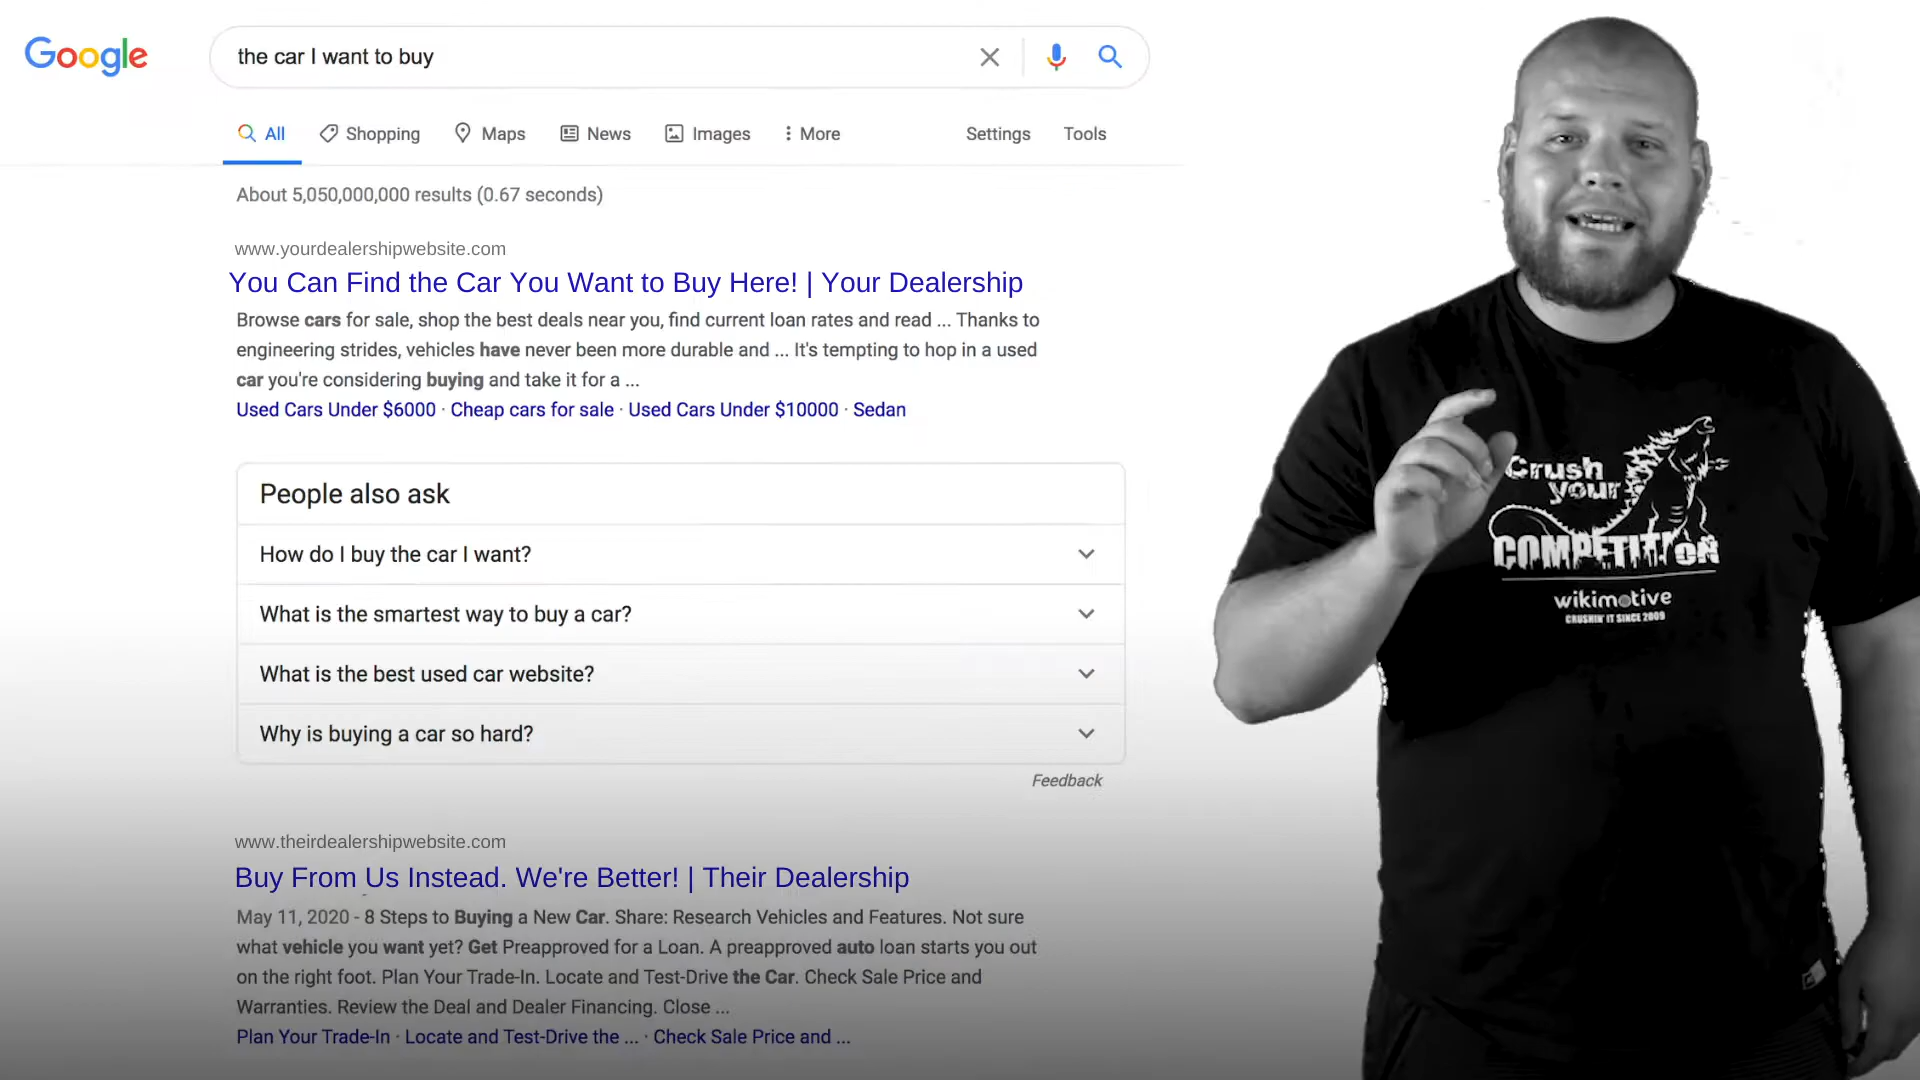 Google
the car I want to buy
All
Shopping
Maps
News
Images
More
Settings
Tools
About 5,050,000,000 results (0.67 seconds)
www.yourdealershipwebsite.com
You Can Find the Car You Want to Buy Here! | Your Dealership
Browse cars for sale, shop the best deals near you, find current loan rates and read ... Thanks to
engineering strides, vehicles have never been more durable and ... It's tempting to hop in a used
car you're considering buying and take it for a ...
Used Cars Under $6000 · Cheap cars for sale · Used Cars Under $10000 · Sedan
People also ask
How do I buy the car I want?
What is the smartest way to buy a car?
What is the best used car website?
Why is buying a car so hard?
Feedback
www.theirdealershipwebsite.com
Buy From Us Instead. We're Better! | Their Dealership
May 11, 2020 - 8 Steps to Buying a New Car. Share: Research Vehicles and Features. Not sure
what vehicle you want yet? Get Preapproved for a Loan. A preapproved auto loan starts you out
on the right foot. Plan Your Trade-In. Locate and Test-Drive the Car. Check Sale Price and
Warranties. Review the Deal and Dealer Financing. Close ...
Plan Your Trade-In · Locate and Test-Drive the ... · Check Sale Price and ...
Crush
your
COMPETITION
wikimotive
CRUSHIN' IT SINCE 2009